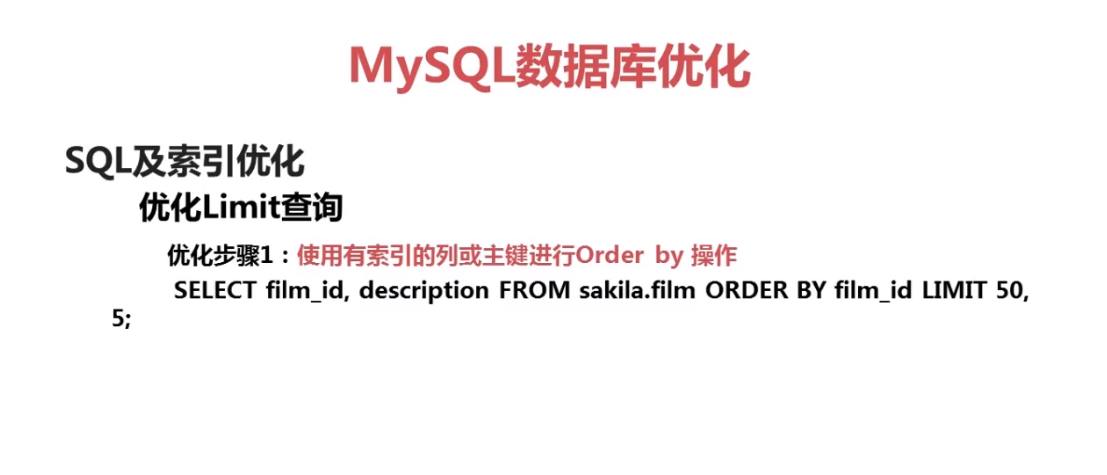 MySQL数据库优化
SQL及索引优化
优化Limit查询
优化步骤1：使用有索引的列或主键进行Order by 操作
SELECT film_id, description FROM sakila.film ORDER BY film_id LIMIT 50,
5;